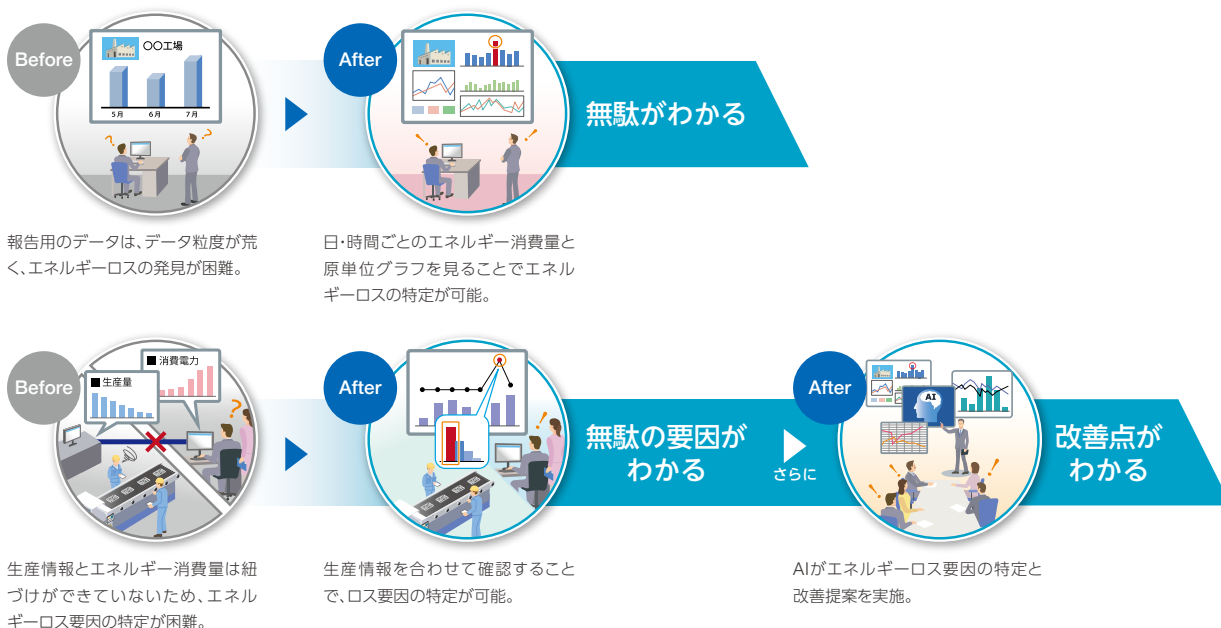 Before
〇〇工場
5月 6月 7月
After
無駄がわかる
報告用のデータは、データ粒度が荒
く、エネルギーロスの発見が困難。
日・時間ごとのエネルギー消費量と
原単位グラフを見ることでエネル
ギーロスの特定が可能。
Before
■消費電力
■生産量
After
無駄の要因が
わかる
さらに
After
AI
改善点が
わかる
生産情報とエネルギー消費量は紐
づけができていないため、エネル
ギーロス要因の特定が困難。
生産情報を合わせて確認すること
で、ロス要因の特定が可能。
AIがエネルギーロス要因の特定と
改善提案を実施。